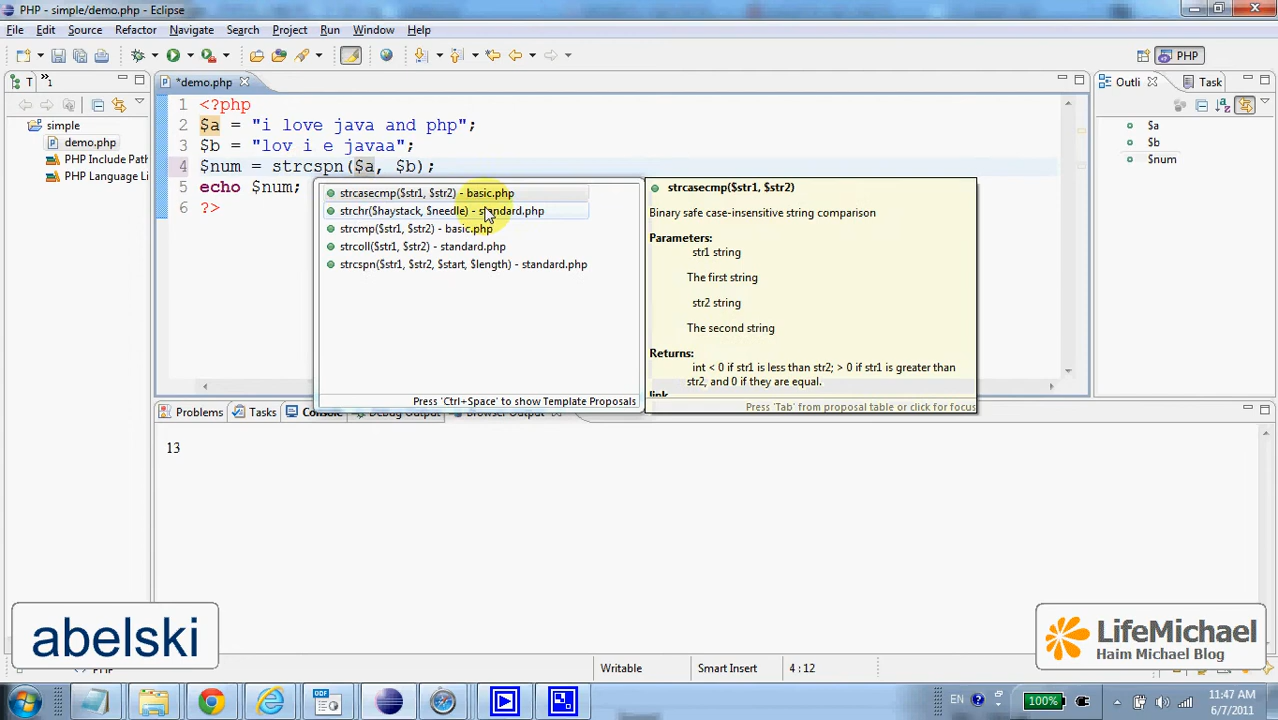 PHP - simple/demo.php - Eclipse
File Edit Source Refactor Navigate Search Project Run Window Help
PHP
T
*demo.php
Outli
Task
simple
demo.php
PHP Include Path
PHP Language Li
1 <?php
2 $a = "i love java and php";
3 $b = "lov i e javaa";
4 $num = strcspn($a, $b);
5 echo $num;
6 ?>
$a
$b
$num
strcasecmp($str1, $str2) - basic.php
strchr($haystack, $needle) - standard.php
strcmp($str1, $str2) - basic.php
strcoll($str1, $str2) - standard.php
strcspn($str1, $str2, $start, $length) - standard.php
Press 'Ctrl+Space' to show Template Proposals
strcasecmp($str1, $str2)
Binary safe case-insensitive string comparison
Parameters:
str1 string
The first string
str2 string
The second string
Returns:
int < 0 if str1 is less than str2; > 0 if str1 is greater than
str2, and 0 if they are equal.
link
Press 'Tab' from proposal table or click for focus
Problems Tasks Console Debug Output Browser Output
13
abelski
LifeMichael
Haim Michael Blog
PHP
Writable
Smart Insert
4 : 12
EN
100%
11:47 AM
6/7/2011